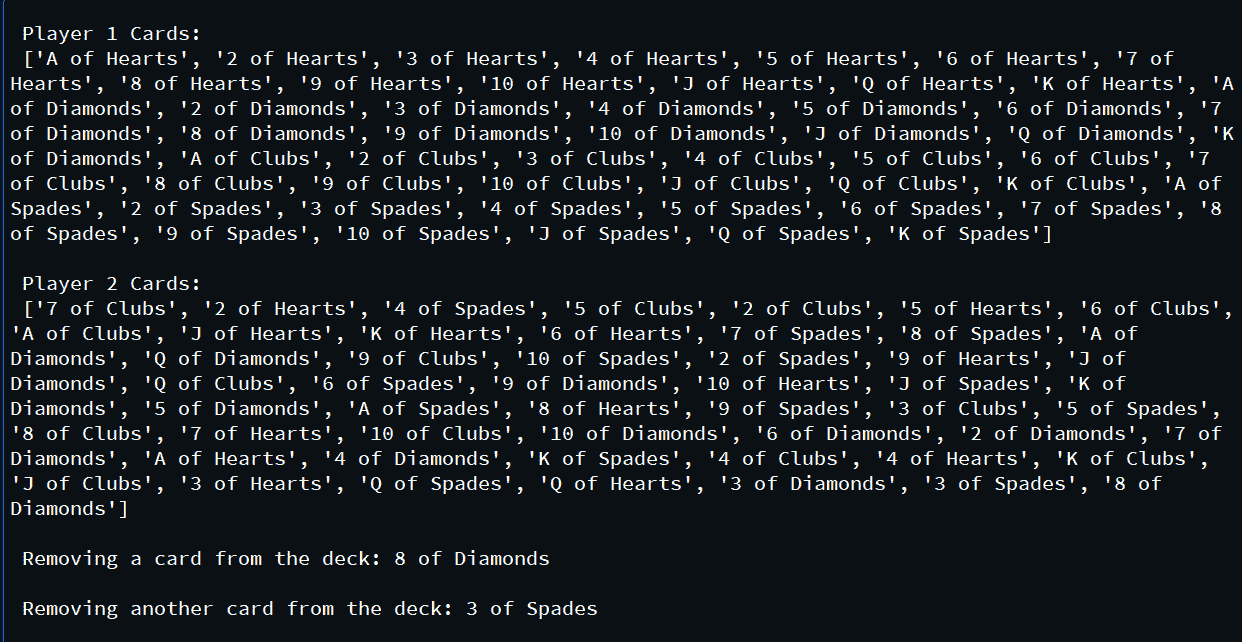 Player 1 Cards:
['A of Hearts', '2 of Hearts', '3 of Hearts', '4 of Hearts', '5 of Hearts', '6 of Hearts', '7 of
Hearts', '8 of Hearts', '9 of Hearts', '10 of Hearts', 'J of Hearts', 'Q of Hearts', 'K of Hearts', 'A
of Diamonds', '2 of Diamonds', '3 of Diamonds', '4 of Diamonds', '5 of Diamonds', '6 of Diamonds', '7
of Diamonds', '8 of Diamonds', '9 of Diamonds', '10 of Diamonds', 'J of Diamonds', 'Q of Diamonds', 'K
of Diamonds', 'A of Clubs', '2 of Clubs', '3 of Clubs', '4 of Clubs', '5 of Clubs', '6 of Clubs', '7
of Clubs', '8 of Clubs', '9 of Clubs', '10 of Clubs', 'J of Clubs', 'Q of Clubs', 'K of Clubs', 'A of
Spades', '2 of Spades', '3 of Spades', '4 of Spades', '5 of Spades', '6 of Spades', '7 of Spades', '8
of Spades', '9 of Spades', '10 of Spades', 'J of Spades', 'Q of Spades', 'K of Spades']
Player 2 Cards:
['7 of Clubs', '2 of Hearts', '4 of Spades', '5 of Clubs', '2 of Clubs', '5 of Hearts', '6 of Clubs',
'A of Clubs', 'J of Hearts', 'K of Hearts', '6 of Hearts', '7 of Spades', '8 of Spades', 'A of
Diamonds', 'Q of Diamonds', '9 of Clubs', '10 of Spades', '2 of Spades', '9 of Hearts', 'J of
Diamonds', 'Q of Clubs', '6 of Spades', '9 of Diamonds', '10 of Hearts', 'J of Spades', 'K of
Diamonds', '5 of Diamonds', 'A of Spades', '8 of Hearts', '9 of Spades', '3 of Clubs', '5 of Spades',
'8 of Clubs', '7 of Hearts', '10 of Clubs', '10 of Diamonds', '6 of Diamonds', '2 of Diamonds', '7 of
Diamonds', 'A of Hearts', '4 of Diamonds', 'K of Spades', '4 of Clubs', '4 of Hearts', 'K of Clubs',
'J of Clubs', '3 of Hearts', 'Q of Spades', 'Q of Hearts', '3 of Diamonds', '3 of Spades', '8 of
Diamonds']
Removing a card from the deck: 8 of Diamonds
Removing another card from the deck: 3 of Spades